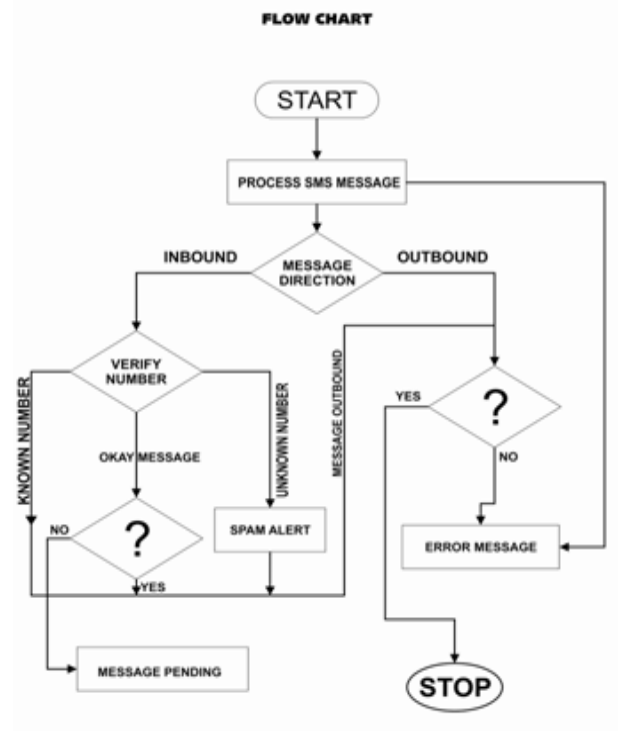 FLOW CHART
START
PROCESS SMS MESSAGE
INBOUND
MESSAGE
DIRECTION
OUTBOUND
VERIFY
NUMBER
KNOWN NUMBER
UNKNOWN NUMBER
MESSAGE OUTBOUND
YES
?
NO
OKAY MESSAGE
NO
?
YES
SPAM ALERT
ERROR MESSAGE
MESSAGE PENDING
STOP